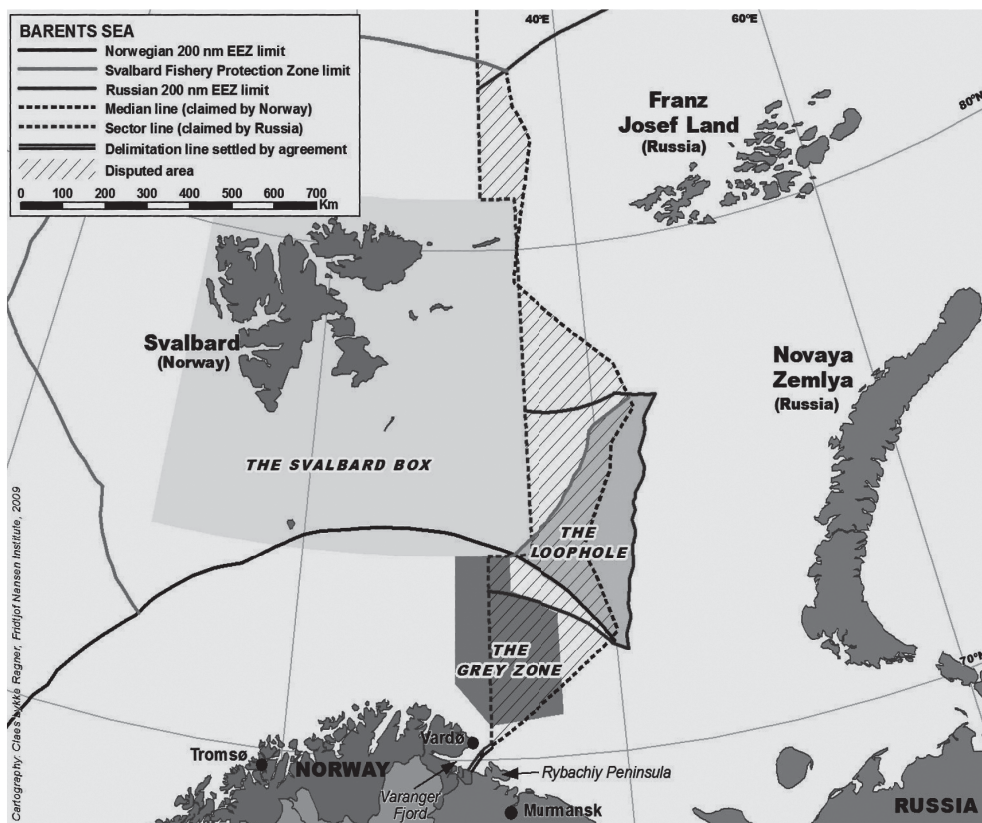 BARENTS SEA
Norwegian 200 nm EEZ limit
Svalbard Fishery Protection Zone limit
Russian 200 nm EEZ limit
Median line (claimed by Norway)
Sector line (claimed by Russia)
Delimitation line settled by agreement
Disputed area
0 100 200 300 400 500 600 700
Km
40°E
60°E
80°N
Franz
Josef Land
(Russia)
Svalbard
(Norway)
Novaya
Zemlya
(Russia)
THE SVALBARD BOX
THE
LOOPHOLE
THE
GREY ZONE
70°N
Vardø
Tromsø
NORWAY
Rybachiy Peninsula
Varanger
Fjord
Murmansk
RUSSIA
Cartography: Claes Lykke Ragner, Fridtjof Nansen Institute, 2009